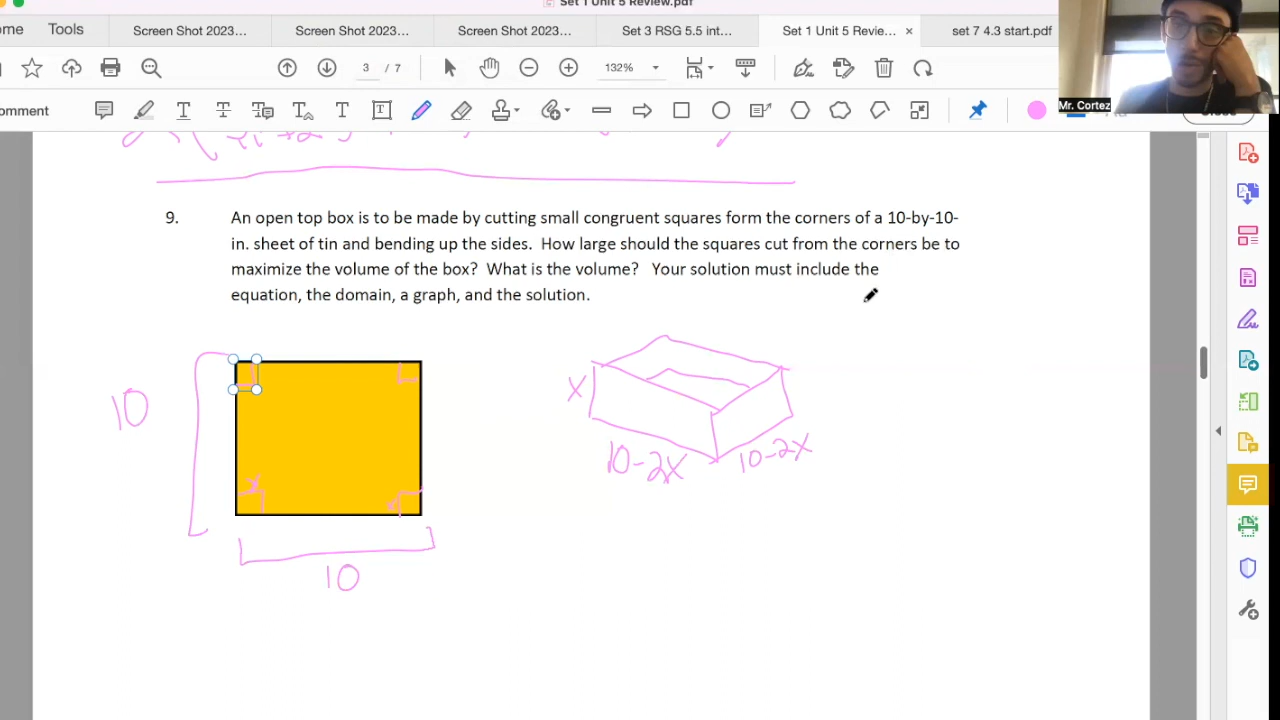 Set 1 Unit 5 Review.pdf
ome Tools Screen Shot 2023... Screen Shot 2023... Screen Shot 2023... Set 3 RSG 5.5 int... Set 1 Unit 5 Revie... × set 7 4.3 start.pdf
3 / 7 132%
omment
Mr. Cortez
9. An open top box is to be made by cutting small congruent squares form the corners of a 10-by-10-
in. sheet of tin and bending up the sides. How large should the squares cut from the corners be to
maximize the volume of the box? What is the volume? Your solution must include the
equation, the domain, a graph, and the solution.
x
10
10-2x 10-2x
x x
10